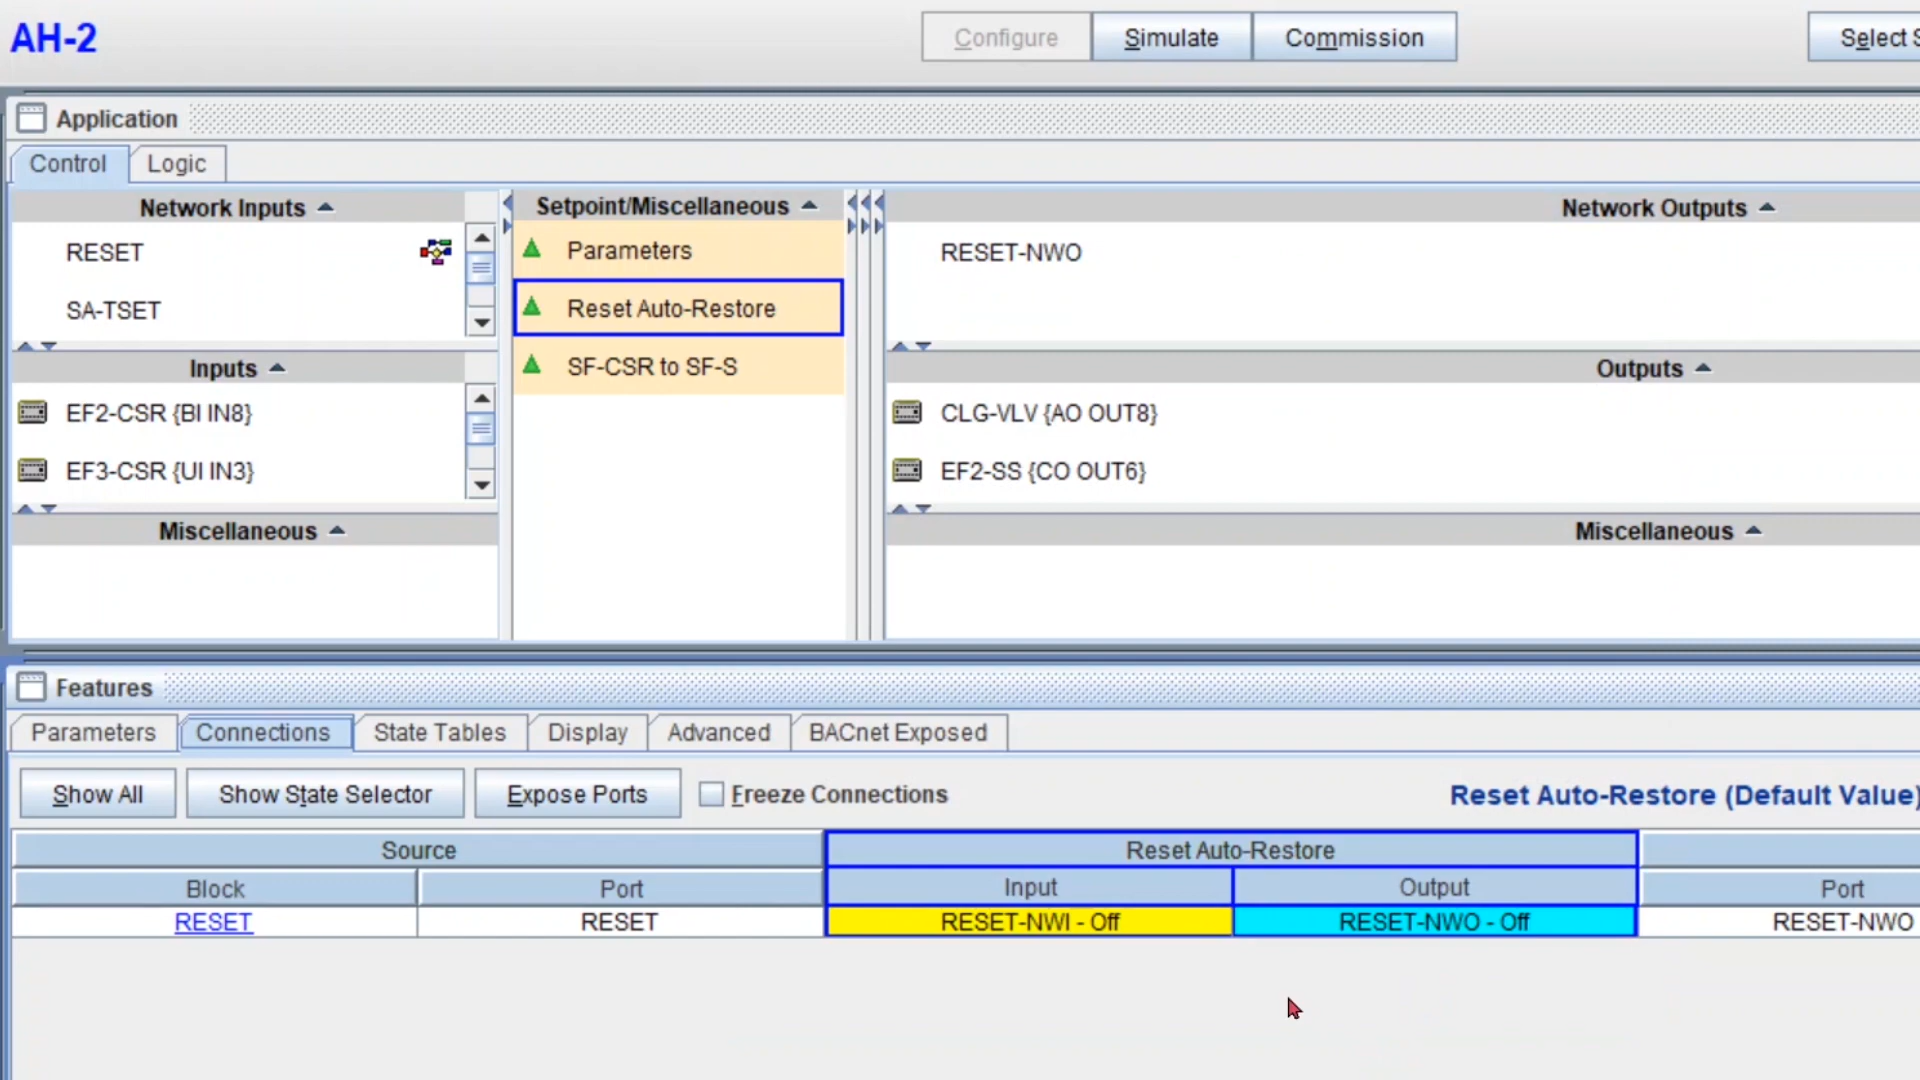 AH-2
Configure
Simulate
Commission
Select S
Application
Control
Logic
Network Inputs
RESET
SA-TSET
Inputs
EF2-CSR {BI IN8}
EF3-CSR {UI IN3}
Miscellaneous
Setpoint/Miscellaneous
Parameters
Reset Auto-Restore
SF-CSR to SF-S
Network Outputs
RESET-NWO
Outputs
CLG-VLV {AO OUT8}
EF2-SS {CO OUT6}
Miscellaneous
Features
Parameters
Connections
State Tables
Display
Advanced
BACnet Exposed
Show All
Show State Selector
Expose Ports
Freeze Connections
Reset Auto-Restore (Default Value)
Source
Reset Auto-Restore
Block
Port
Input
Output
Port
RESET
RESET
RESET-NWI - Off
RESET-NWO - Off
RESET-NWO